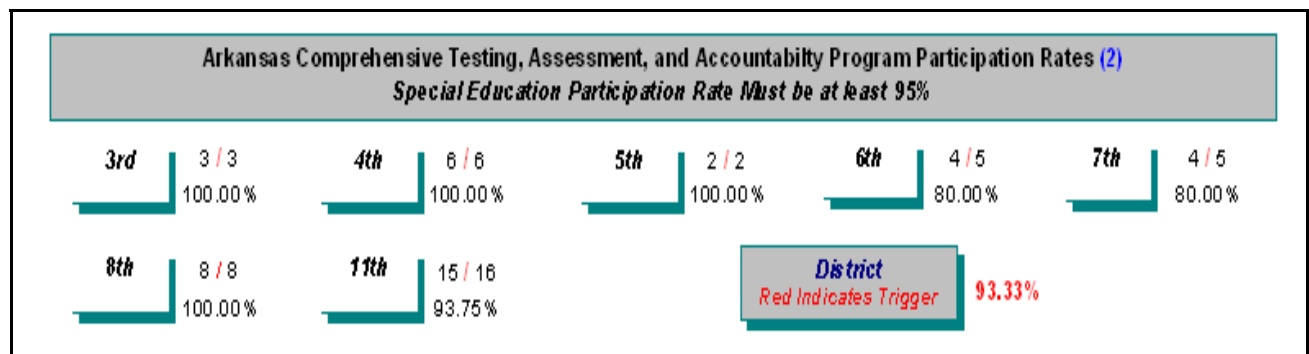 Arkansas Comprehensive Testing, Assessment, and Accountabilty Program Participation Rates (2)
Special Education Participation Rate Must be at least 95%
3rd 3 / 3 4th 6 / 6 5th 2 / 2 6th 4 / 5 7th 4 / 5
100.00% 100.00% 100.00% 80.00% 80.00%
8th 8 / 8 11th 15 / 16 District
100.00% 93.75% Red Indicates Trigger 93.33%